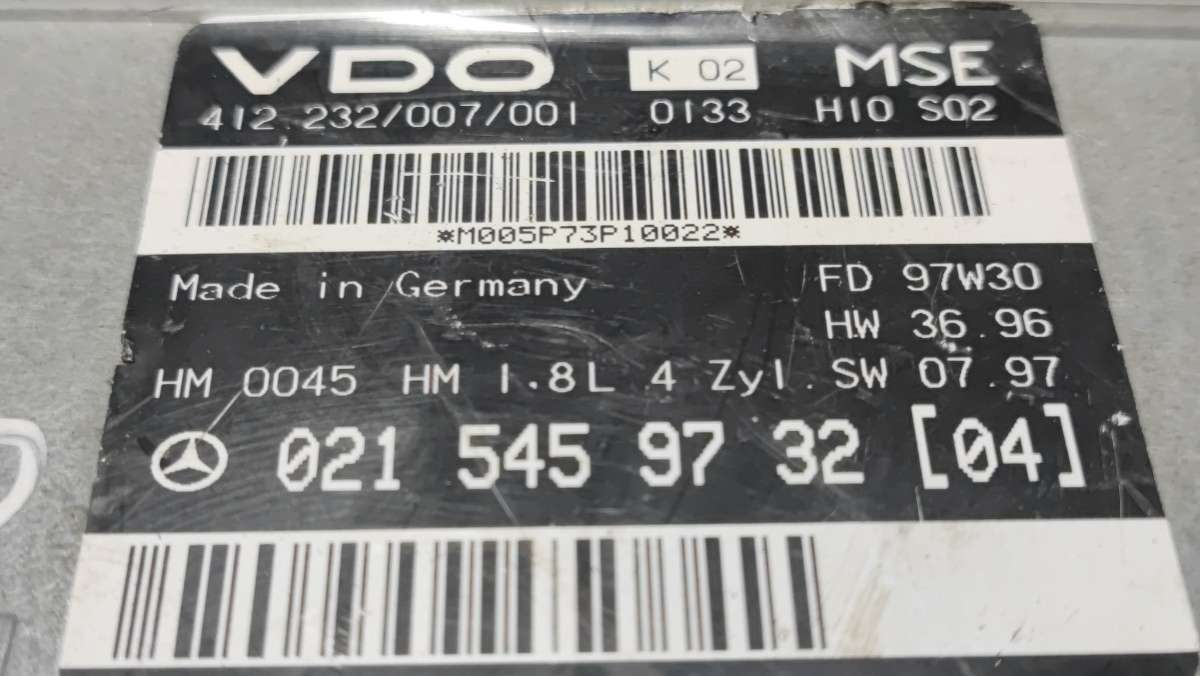 VDO K 02 MSE
412.232/007/001 0133 H10 S02
*M005P73P10022*
Made in Germany FD 97W30
HW 36.96
HM 0045 HM 1.8L 4 Zyl. SW 07.97
021 545 97 32 [04]